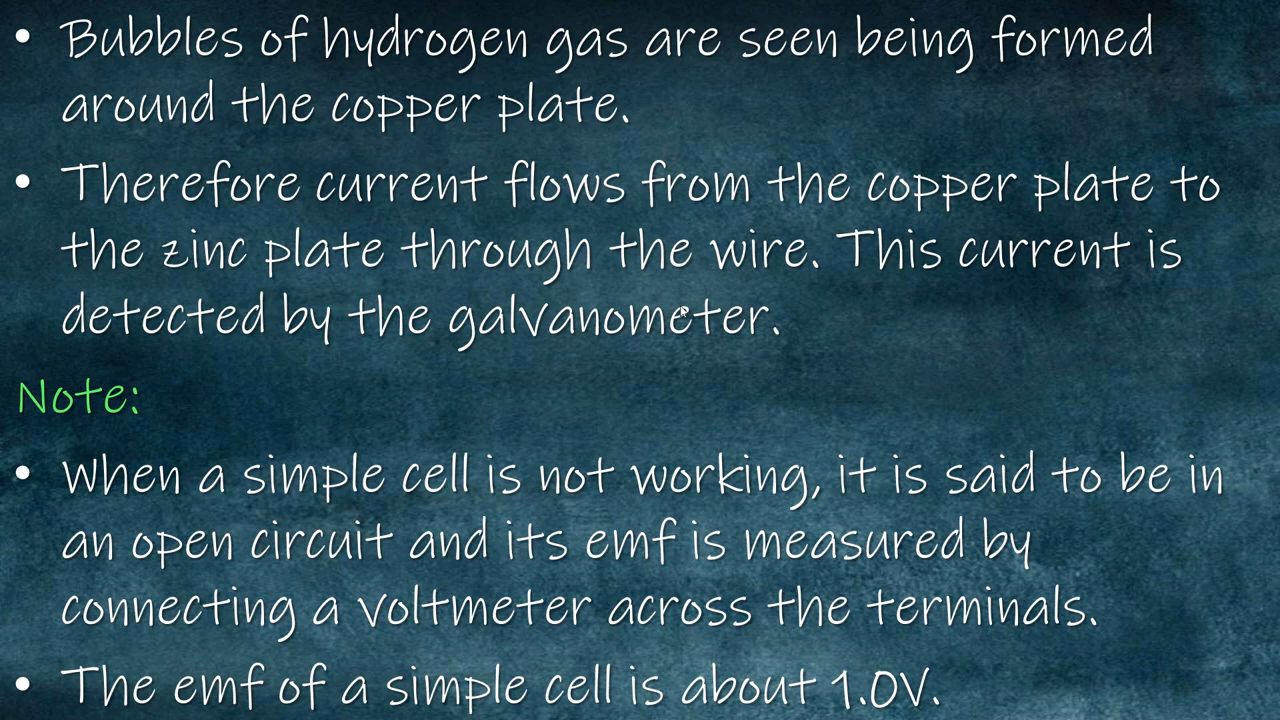 • Bubbles of hydrogen gas are seen being formed
around the copper plate.
• Therefore current flows from the copper plate to
the zinc plate through the wire. This current is
detected by the galvanometer.
Note:
• When a simple cell is not working, it is said to be in
an open circuit and its emf is measured by
connecting a voltmeter across the terminals.
• The emf of a simple cell is about 1.0V.